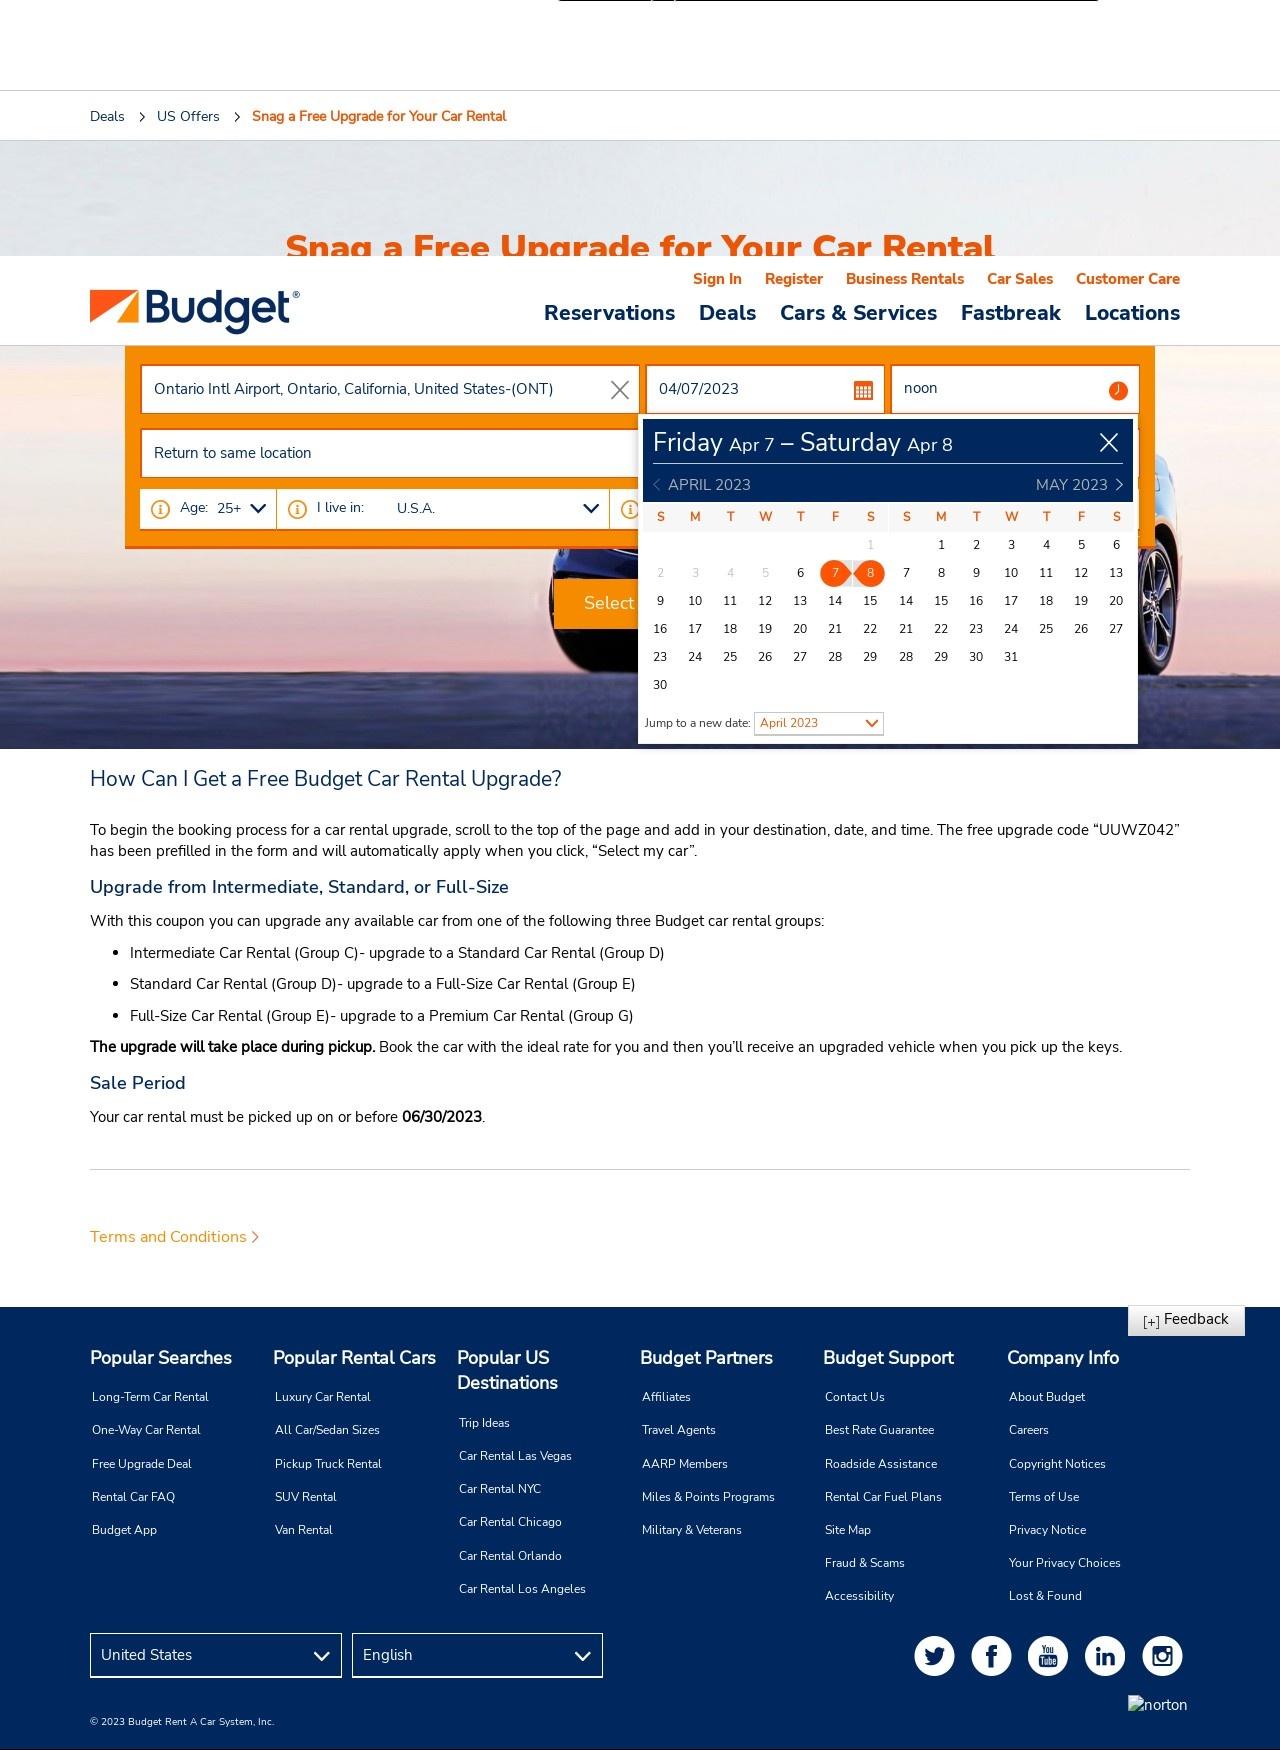 Deals > US Offers > Snag a Free Upgrade for Your Car Rental
Snag a Free Upgrade for Your Car Rental
Sign In Register Business Rentals Car Sales Customer Care
Budget®
Reservations Deals Cars & Services Fastbreak Locations
Ontario Intl Airport, Ontario, California, United States-(ONT) 04/07/2023 noon
Return to same location
Age: 25+ I live in: U.S.A.
Select
Friday Apr 7 – Saturday Apr 8
APRIL 2023 MAY 2023
S M T W T F S S M T W T F S
1 1 2 3 4 5 6
2 3 4 5 6 7 8 7 8 9 10 11 12 13
9 10 11 12 13 14 15 14 15 16 17 18 19 20
16 17 18 19 20 21 22 21 22 23 24 25 26 27
23 24 25 26 27 28 29 28 29 30 31
30
Jump to a new date: April 2023
How Can I Get a Free Budget Car Rental Upgrade?
To begin the booking process for a car rental upgrade, scroll to the top of the page and add in your destination, date, and time. The free upgrade code “UUWZ042”
has been prefilled in the form and will automatically apply when you click, “Select my car”.
Upgrade from Intermediate, Standard, or Full-Size
With this coupon you can upgrade any available car from one of the following three Budget car rental groups:
• Intermediate Car Rental (Group C)- upgrade to a Standard Car Rental (Group D)
• Standard Car Rental (Group D)- upgrade to a Full-Size Car Rental (Group E)
• Full-Size Car Rental (Group E)- upgrade to a Premium Car Rental (Group G)
The upgrade will take place during pickup. Book the car with the ideal rate for you and then you’ll receive an upgraded vehicle when you pick up the keys.
Sale Period
Your car rental must be picked up on or before 06/30/2023.
Terms and Conditions >
[+] Feedback
Popular Searches
Long-Term Car Rental
One-Way Car Rental
Free Upgrade Deal
Rental Car FAQ
Budget App
Popular Rental Cars
Luxury Car Rental
All Car/Sedan Sizes
Pickup Truck Rental
SUV Rental
Van Rental
Popular US
Destinations
Trip Ideas
Car Rental Las Vegas
Car Rental NYC
Car Rental Chicago
Car Rental Orlando
Car Rental Los Angeles
Budget Partners
Affiliates
Travel Agents
AARP Members
Miles & Points Programs
Military & Veterans
Budget Support
Contact Us
Best Rate Guarantee
Roadside Assistance
Rental Car Fuel Plans
Site Map
Fraud & Scams
Accessibility
Company Info
About Budget
Careers
Copyright Notices
Terms of Use
Privacy Notice
Your Privacy Choices
Lost & Found
United States English
You Tube in
norton
© 2023 Budget Rent A Car System, Inc.